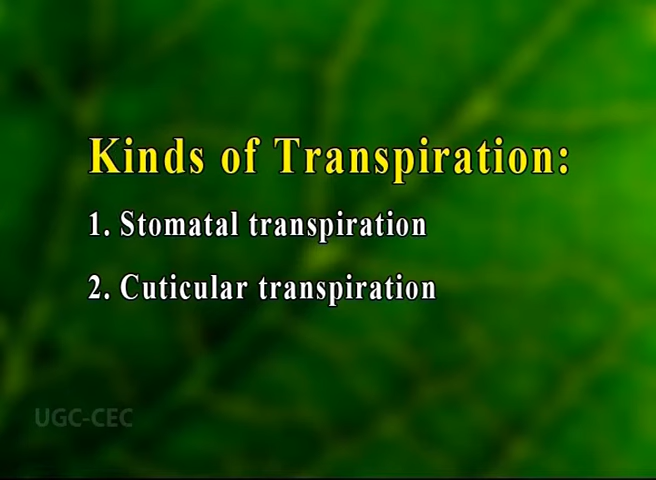 Kinds of Transpiration:
1. Stomatal transpiration
2. Cuticular transpiration
UGC-CEC